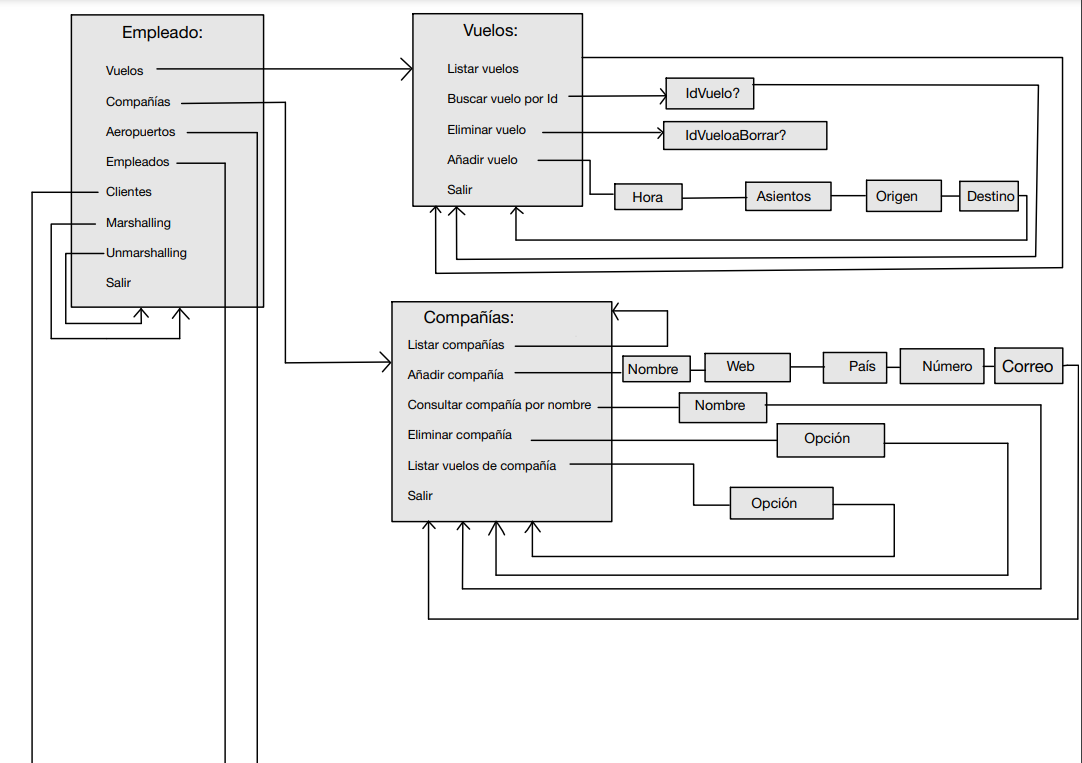 Empleado:
Vuelos
Compañías
Aeropuertos
Empleados
Clientes
Marshalling
Unmarshalling
Salir
Vuelos:
Listar vuelos
Buscar vuelo por Id
IdVuelo?
Eliminar vuelo
IdVueloaBorrar?
Añadir vuelo
Hora
Asientos
Origen
Destino
Salir
Compañías:
Listar compañías
Añadir compañía
Nombre
Web
País
Número
Correo
Consultar compañía por nombre
Nombre
Eliminar compañía
Opción
Listar vuelos de compañía
Opción
Salir